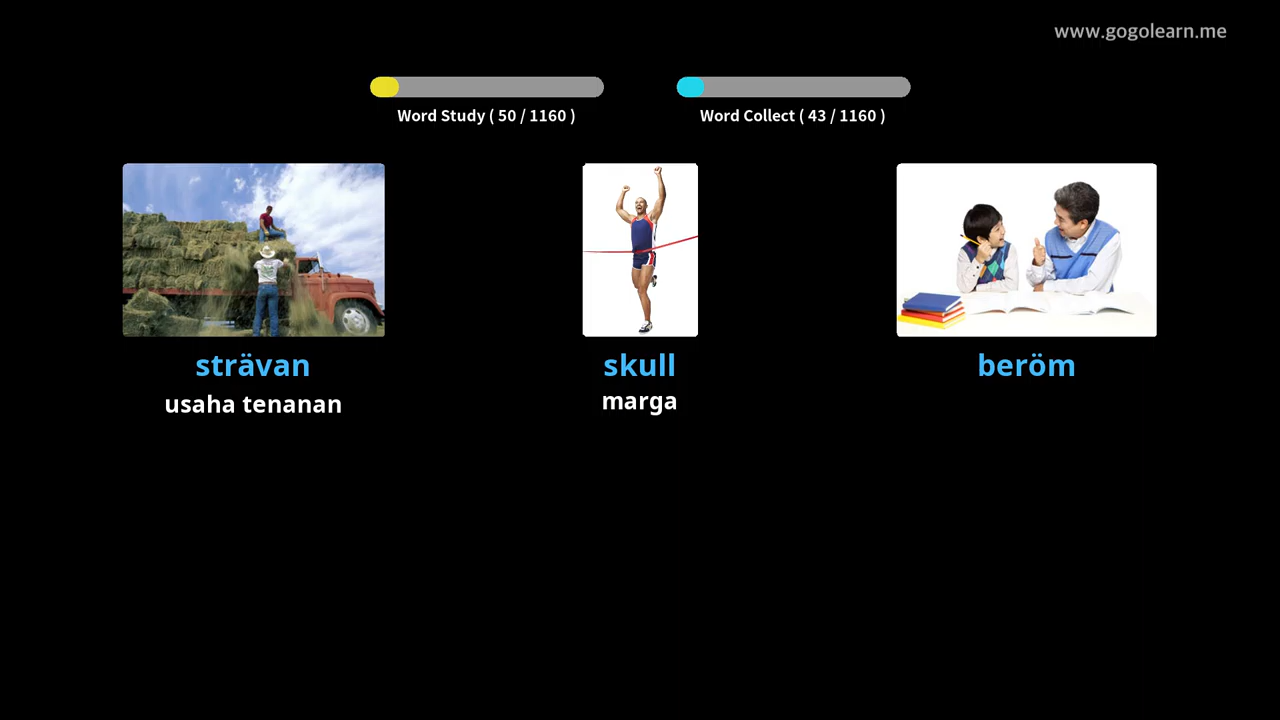 www.gogolearn.me
Word Study ( 50 / 1160 )
Word Collect ( 43 / 1160 )
strävan
usaha tenanan
skull
marga
beröm